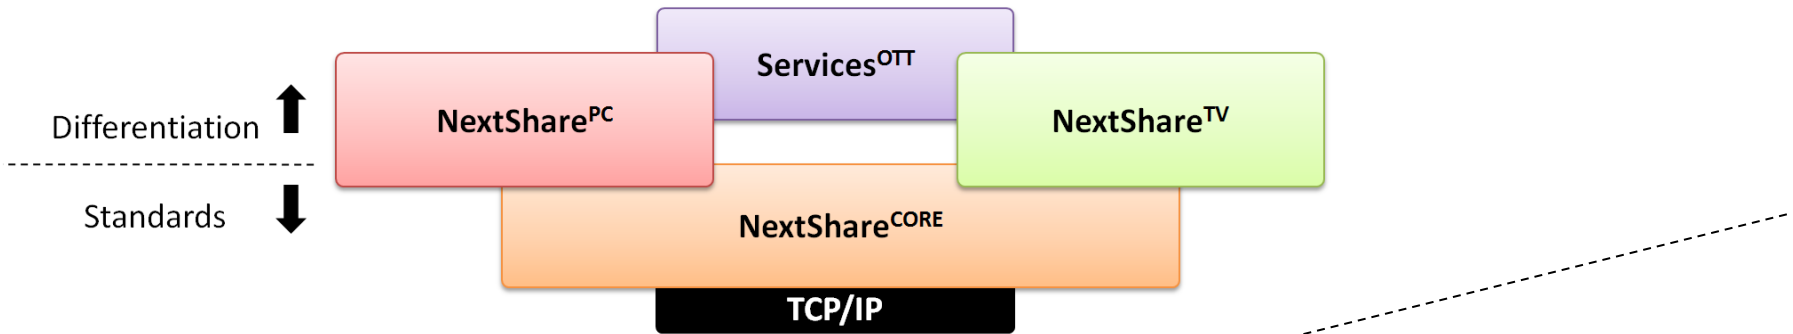 Services^OTT
NextShare^PC
NextShare^TV
Differentiation
Standards
NextShare^CORE
TCP/IP